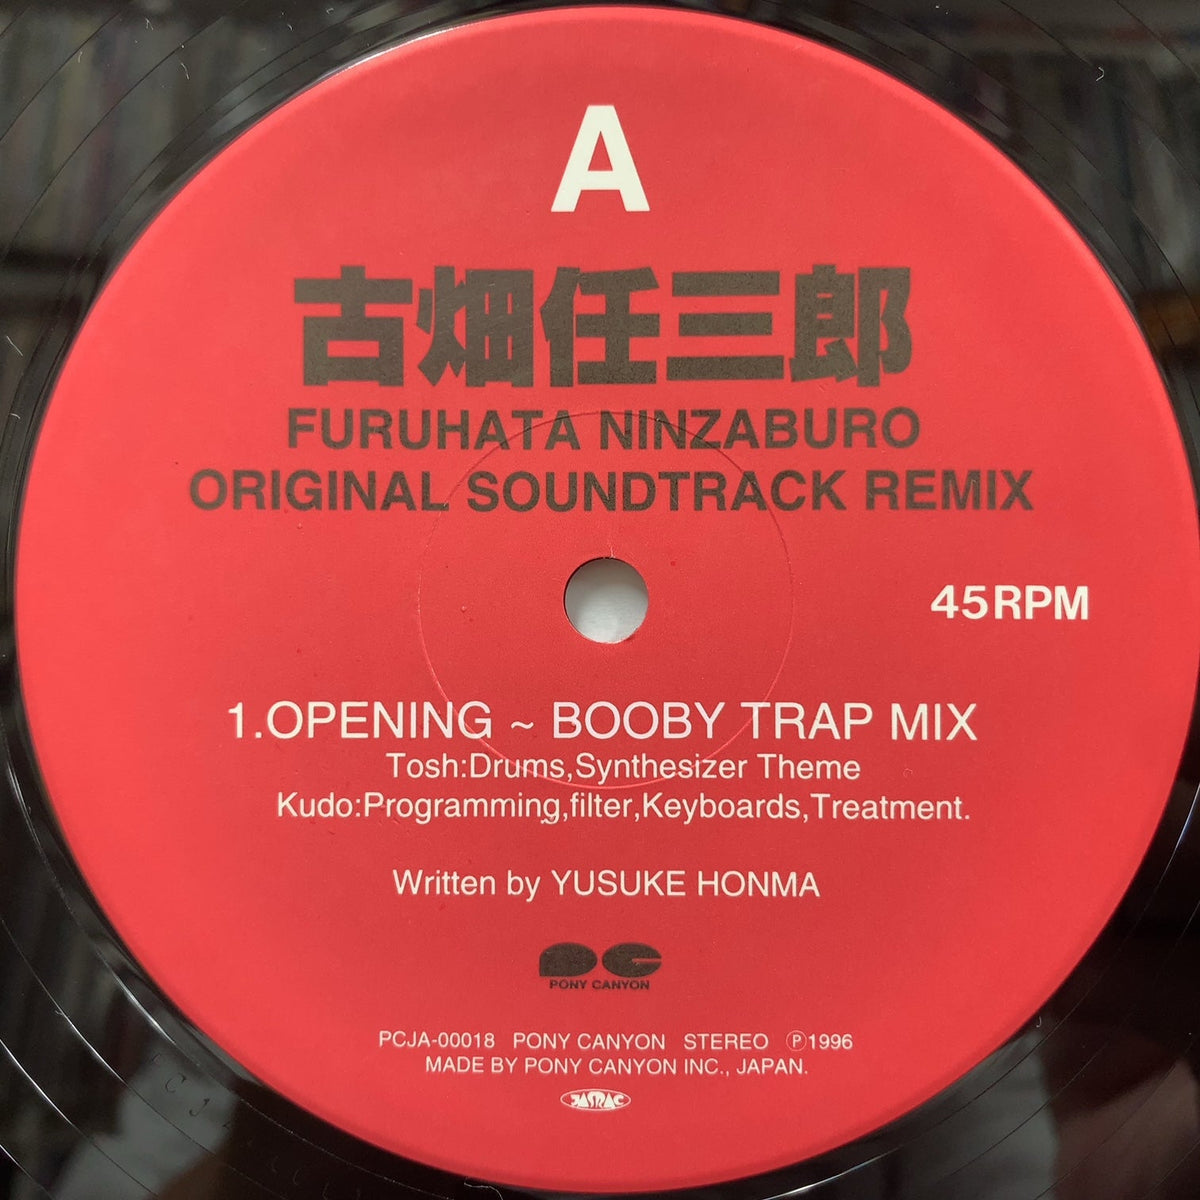 A
古畑任三郎
FURUHATA NINZABURO
ORIGINAL SOUNDTRACK REMIX
45RPM
1.OPENING ~ BOOBY TRAP MIX
Tosh:Drums,Synthesizer Theme
Kudo:Programming,filter,Keyboards,Treatment.
Written by YUSUKE HONMA
PC
PONY CANYON
PCJA-00018 PONY CANYON STEREO Ⓟ1996
MADE BY PONY CANYON INC., JAPAN.
JASRAC